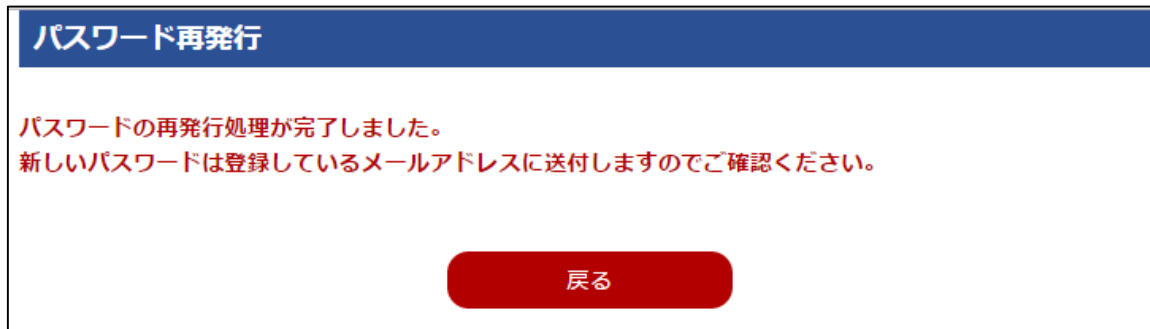 パスワード再発行
パスワードの再発行処理が完了しました。
新しいパスワードは登録しているメールアドレスに送付しますのでご確認ください。
戻る